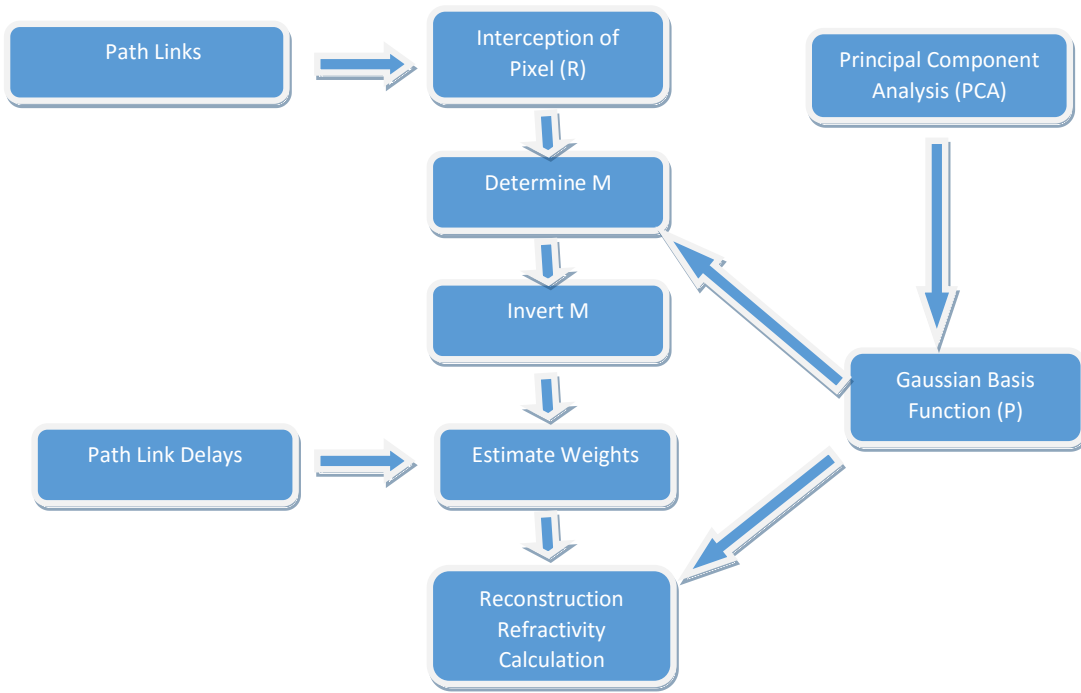 Path Links
Interception of
Pixel (R)
Principal Component
Analysis (PCA)
Determine M
Invert M
Gaussian Basis
Function (P)
Path Link Delays
Estimate Weights
Reconstruction
Refractivity
Calculation